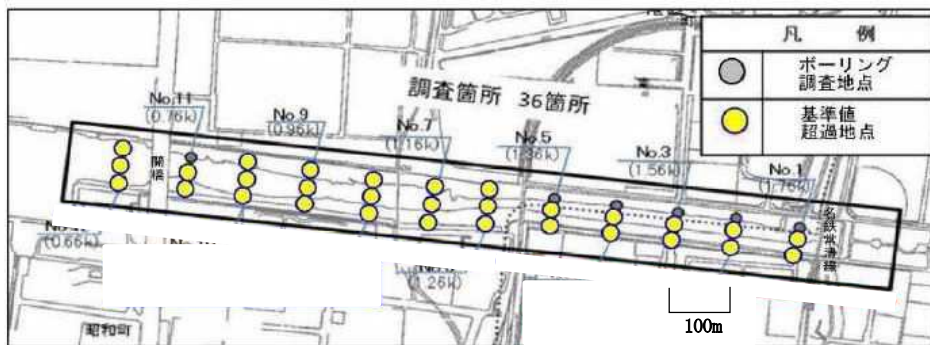 凡 例
ボーリング
調査地点
基準値
超過地点
調査箇所 36箇所
No.11
(0.76k)
No.9
(0.96k)
No.7
(1.16k)
No.5
(1.36k)
No.3
(1.56k)
No.1
(1.76k)
開橋
名鉄常滑線
(0.66k)
(1.26k)
昭和町
100m